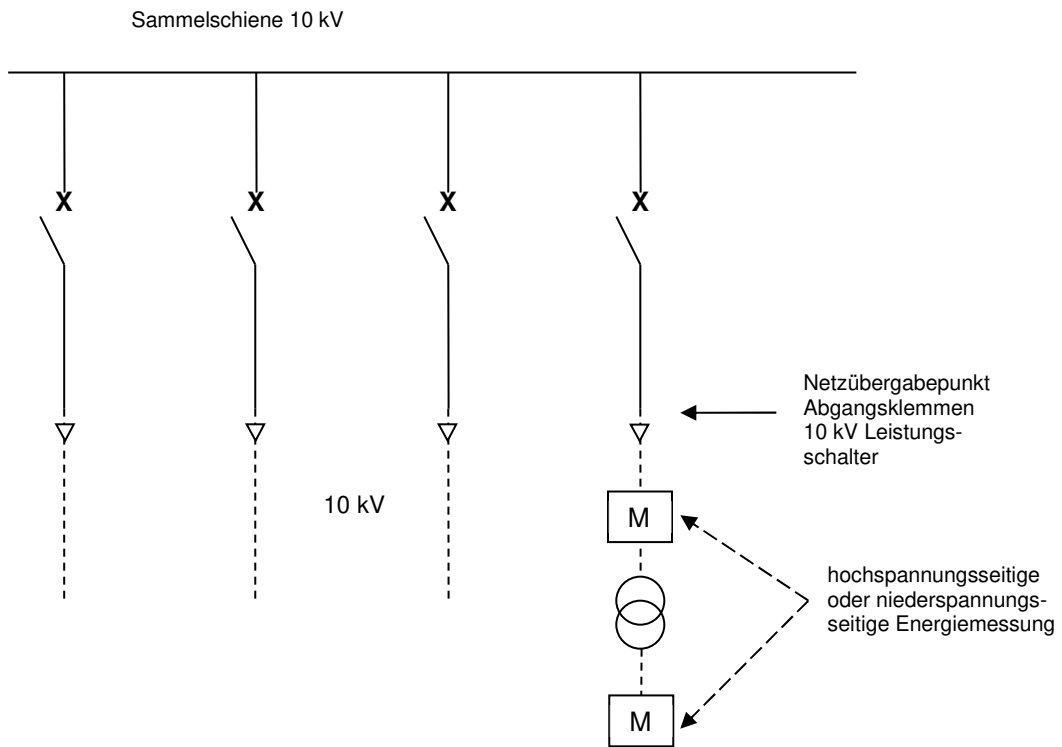 Sammelschiene 10 kV
X X X X
Netzübergabepunkt
Abgangsklemmen
10 kV Leistungs-
schalter
10 kV
M
hochspannungsseitige
oder niederspannungs-
seitige Energiemessung
M